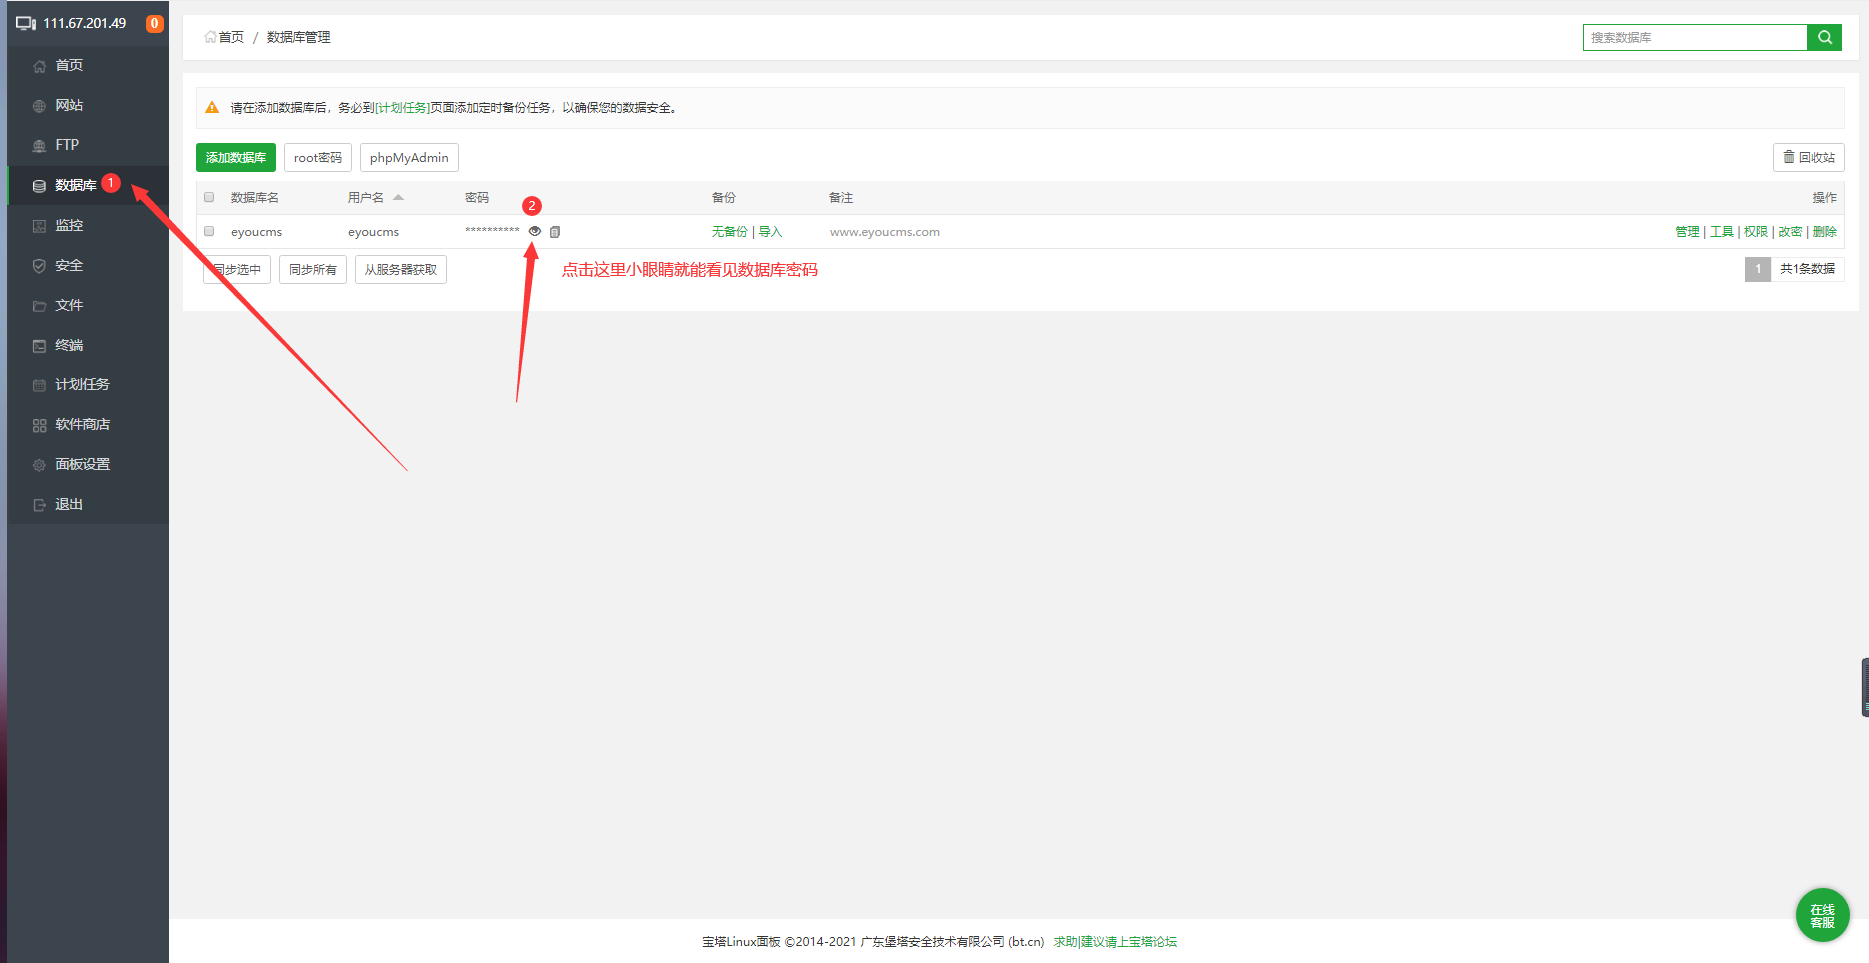 111.67.201.49 0
首页
网站
FTP
数据库 1
监控
安全
文件
终端
计划任务
软件商店
面板设置
退出
首页 / 数据库管理
搜索数据库
请在添加数据库后，务必到[计划任务]页面添加定时备份任务，以确保您的数据安全。
添加数据库 root密码 phpMyAdmin 回收站
数据库名 用户名 密码 备份 备注 操作
2
eyoucms eyoucms ********** 无备份 | 导入 www.eyoucms.com 管理 | 工具 | 权限 | 改密 | 删除
同步选中 同步所有 从服务器获取 1 共1条数据
点击这里小眼睛就能看见数据库密码
在线
客服
宝塔Linux面板 ©2014-2021 广东堡塔安全技术有限公司 (bt.cn) 求助|建议请上宝塔论坛